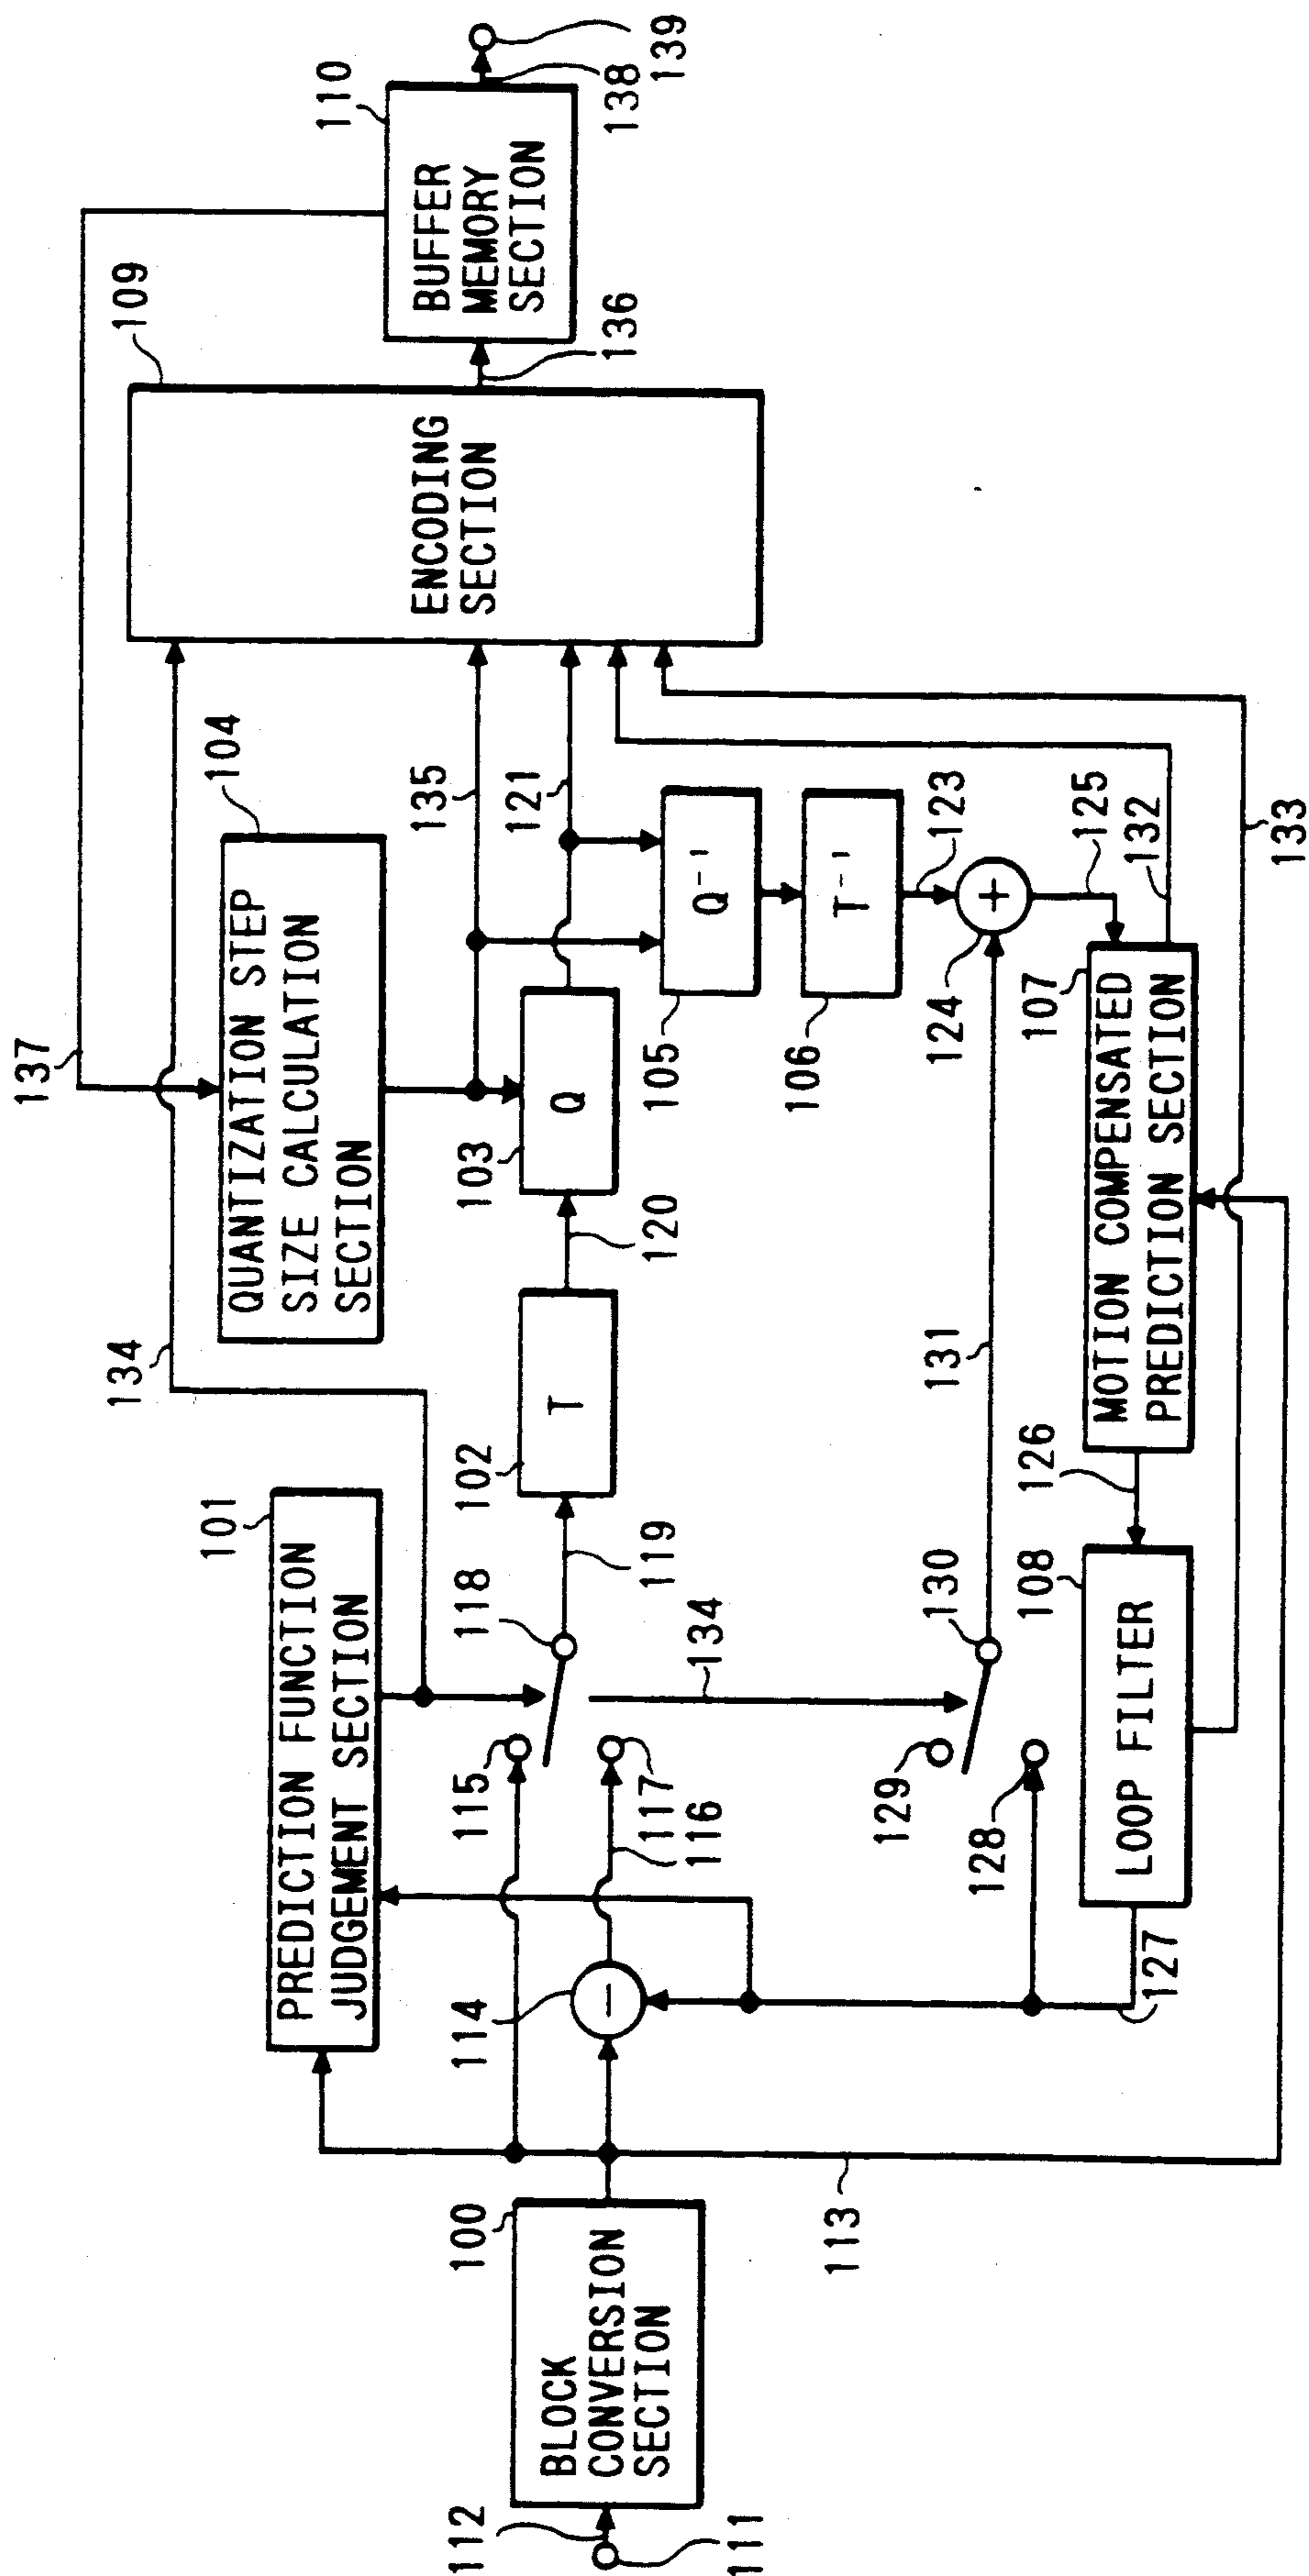 137
134
101
PREDICTION FUNCTION
JUDGEMENT SECTION
QUANTIZATION STEP
SIZE CALCULATION
SECTION
104
109
ENCODING
SECTION
110
BUFFER
MEMORY
SECTION
136
138
139
112
111
100
BLOCK
CONVERSION
SECTION
113
114
−
115
117
116
118
119
134
102
T
120
103
Q
135
121
105
Q⁻¹
106
T⁻¹
123
124
+
125
132
133
129
128
130
131
127
108
LOOP FILTER
126
107
MOTION COMPENSATED
PREDICTION SECTION